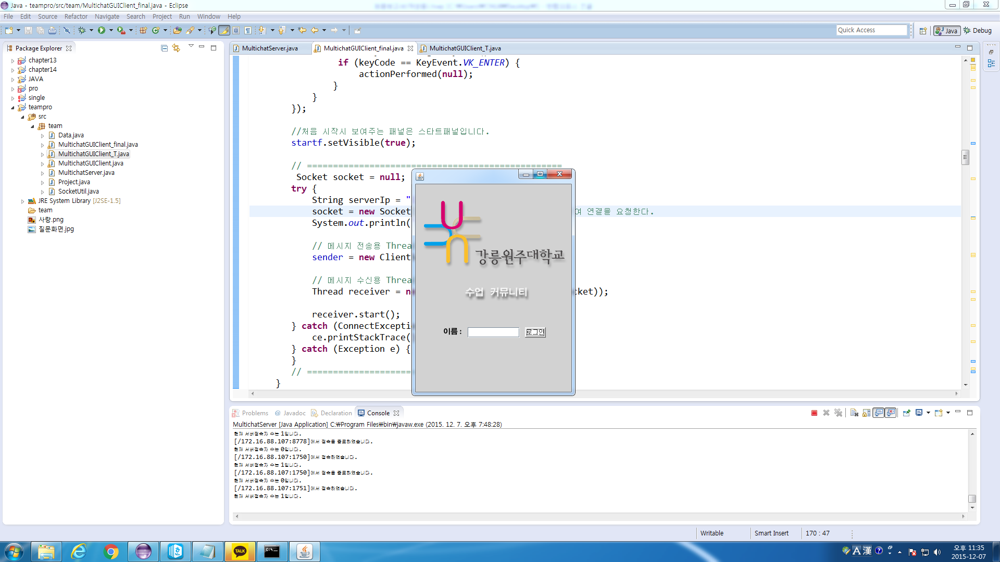 Java - teampro/src/team/MultichatGUIClient_final.java - Eclipse
File Edit Source Refactor Navigate Search Project Run Window Help
Quick Access
Java
Debug
Package Explorer
MultichatServer.java
MultichatGUIClient_final.java
MultichatGUIClient_T.java
chapter13
chapter14
JAVA
pro
single
teampro
src
team
Data.java
MultichatGUIClient_final.java
MultichatGUIClient_T.java
MultichatGUIClient.java
MultichatServer.java
Project.java
SocketUtil.java
JRE System Library [J2SE-1.5]
team
사랑.png
질문화면.jpg
if (keyCode == KeyEvent.VK_ENTER) {
actionPerformed(null);
}
}
});
//처음 시작시 보여주는 패널은 스타트패널입니다.
startf.setVisible(true);
// =================================================
Socket socket = null;
try {
String serverIp = "
socket = new Socket 여 연결을 요청한다.
System.out.println(
// 메시지 전송용 Threa
sender = new Client
// 메시지 수신용 Threa
Thread receiver = n cket));
receiver.start();
} catch (ConnectExcepti
ce.printStackTrace(
} catch (Exception e) {
}
// ====================
}
강릉원주대학교
수업 커뮤니티
이름 :
로그인
Problems @ Javadoc Declaration Console
MultichatServer [Java Application] C:₩Program Files₩bin₩javaw.exe (2015. 12. 7. 오후 7:48:28)
현재 서버접속자 수는 1입니다.
[/172.16.88.107:8778]에서 접속을 종료하였습니다.
현재 서버접속자 수는 0입니다.
[/172.16.88.107:1750]에서 접속하였습니다.
현재 서버접속자 수는 1입니다.
[/172.16.88.107:1750]에서 접속을 종료하였습니다.
현재 서버접속자 수는 0입니다.
[/172.16.88.107:1751]에서 접속하였습니다.
현재 서버접속자 수는 1입니다.
Writable
Smart Insert
170 : 47
TALK
C:\
A 漢
오후 11:35
2015-12-07